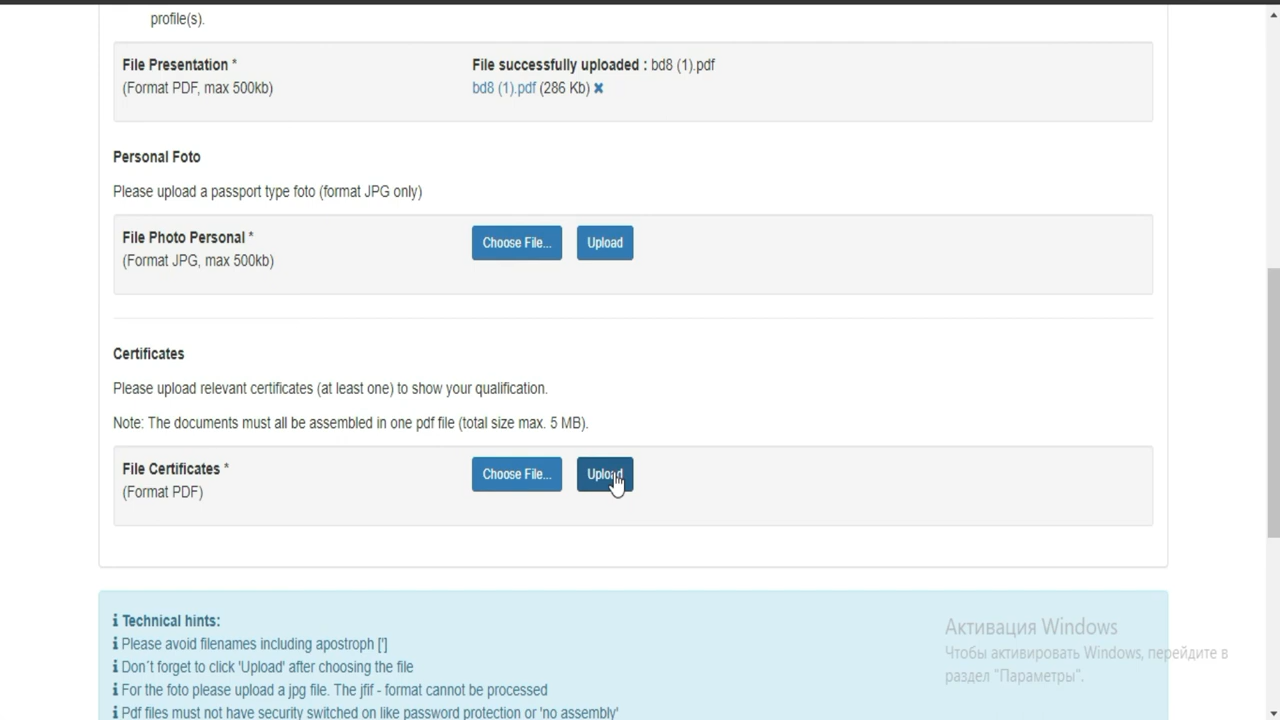 profile(s).
File Presentation *
File successfully uploaded : bd8 (1).pdf
(Format PDF, max 500kb)
bd8 (1).pdf (286 Kb) ✖
Personal Foto
Please upload a passport type foto (format JPG only)
File Photo Personal *
Choose File...
Upload
(Format JPG, max 500kb)
Certificates
Please upload relevant certificates (at least one) to show your qualification.
Note: The documents must all be assembled in one pdf file (total size max. 5 MB).
File Certificates *
Choose File...
Upload
(Format PDF)
Technical hints:
Please avoid filenames including apostroph [']
Don´t forget to click 'Upload' after choosing the file
For the foto please upload a jpg file. The jfif - format cannot be processed
Pdf files must not have security switched on like password protection or 'no assembly'
Активация Windows
Чтобы активировать Windows, перейдите в
раздел "Параметры".